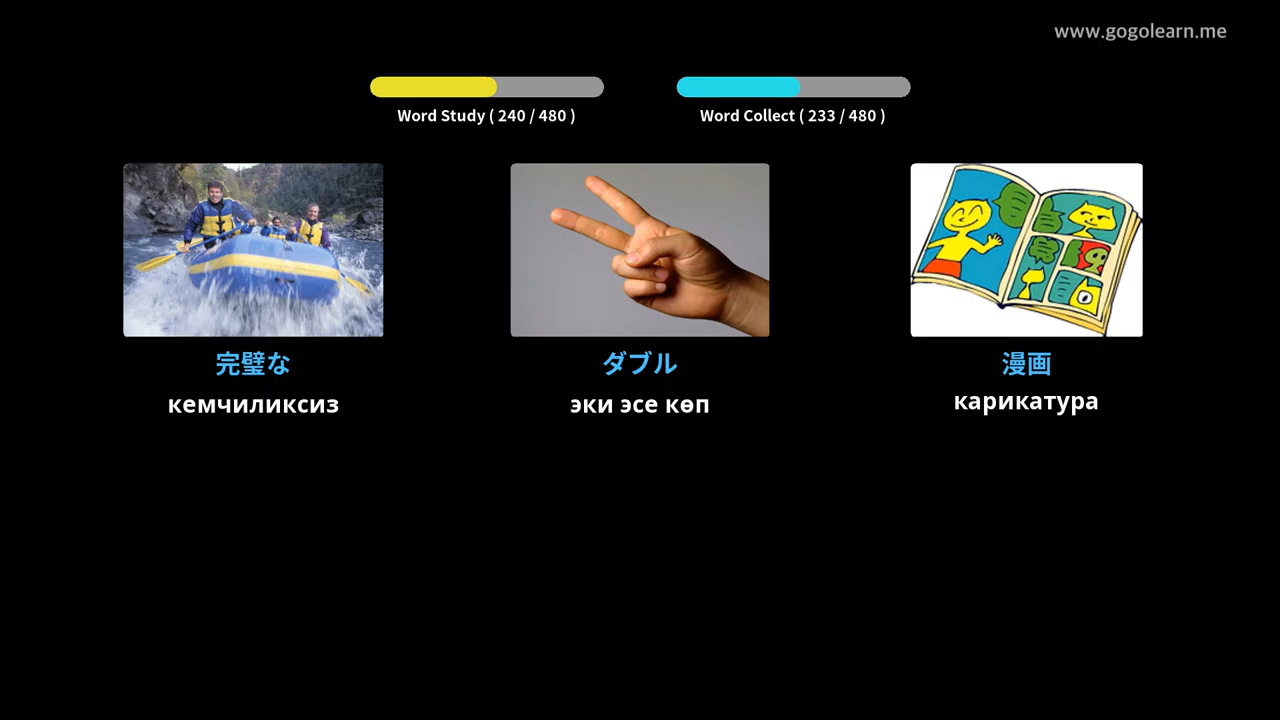 www.gogolearn.me
Word Study ( 240 / 480 )
Word Collect ( 233 / 480 )
完璧な
ダブル
漫画
кемчиликсиз
эки эсе көп
карикатура